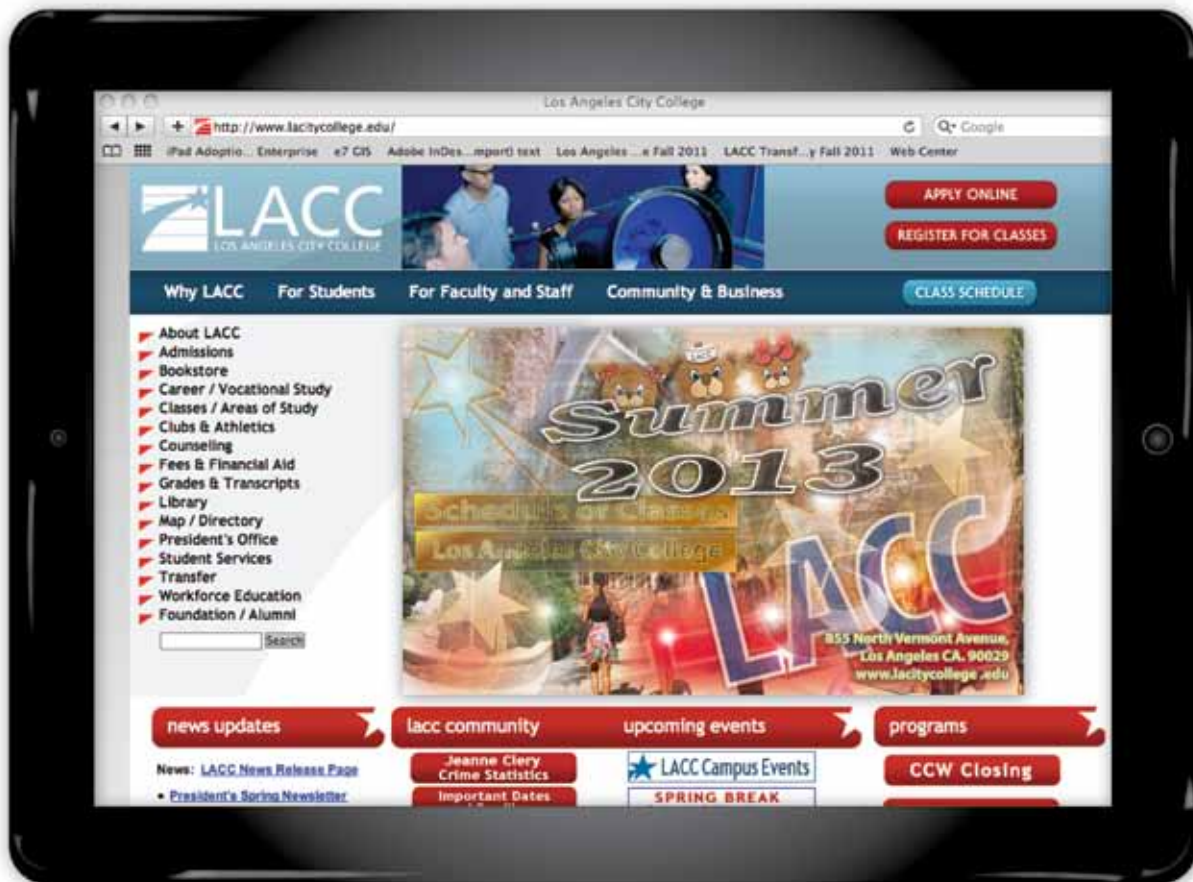 Los Angeles City College
http://www.lacitycollege.edu/
Google
iPad Adoptio... Enterprise e7 GIS Adobe InDes...mport) text Los Angeles ...e Fall 2011 LACC Transf...y Fall 2011 Web Center
LACC
LOS ANGELES CITY COLLEGE
APPLY ONLINE
REGISTER FOR CLASSES
Why LACC For Students For Faculty and Staff Community & Business CLASS SCHEDULE
About LACC
Admissions
Bookstore
Career / Vocational Study
Classes / Areas of Study
Clubs & Athletics
Counseling
Fees & Financial Aid
Grades & Transcripts
Library
Map / Directory
President's Office
Student Services
Transfer
Workforce Education
Foundation / Alumni
Search
LACC
Summer
2013
Schedule of Classes
Los Angeles City College
LACC
855 North Vermont Avenue,
Los Angeles CA. 90029
www.lacitycollege .edu
news updates
News: LACC News Release Page
• President's Spring Newsletter
lacc community
Jeanne Clery
Crime Statistics
Important Dates
upcoming events
LACC Campus Events
SPRING BREAK
programs
CCW Closing